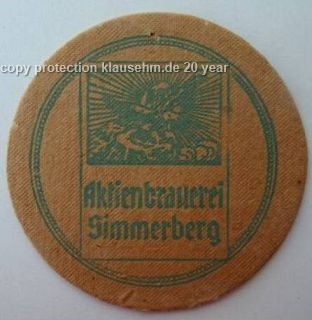 copy protection klausehm.de 20 year
Aktienbrauerei
Simmerberg